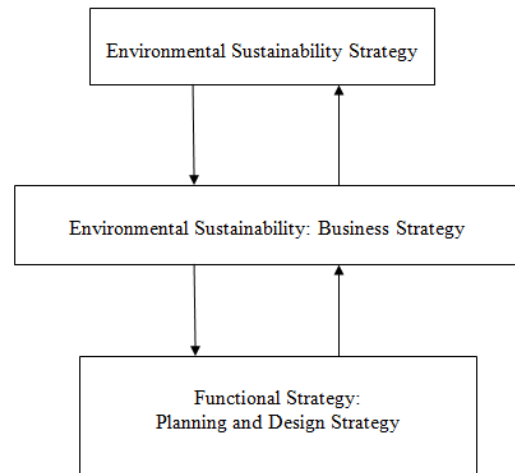 Environmental Sustainability Strategy
Environmental Sustainability: Business Strategy
Functional Strategy:
Planning and Design Strategy